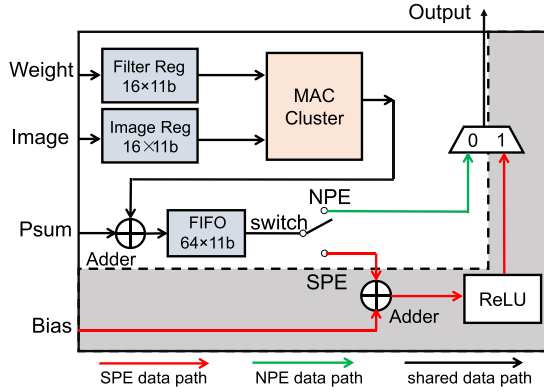 Output
Weight
Filter Reg
16×11b
MAC
Cluster
Image
Image Reg
16×11b
0 1
NPE
Psum
FIFO
64×11b
switch
Adder
SPE
ReLU
Bias
Adder
SPE data path
NPE data path
shared data path